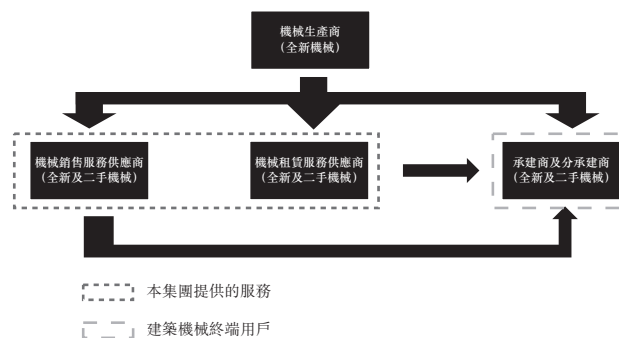 機械生產商
(全新機械)
機械銷售服務供應商
(全新及二手機械)
機械租賃服務供應商
(全新及二手機械)
承建商及分承建商
(全新及二手機械)
本集團提供的服務
建築機械終端用戶